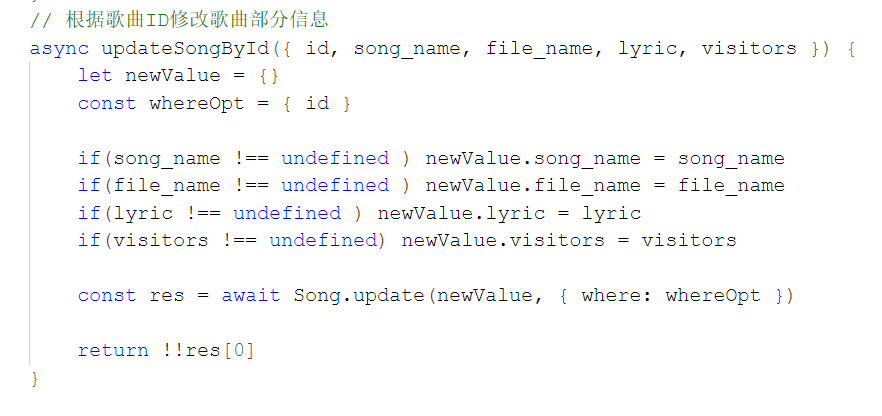 // 根据歌曲ID修改歌曲部分信息
async updateSongById({ id, song_name, file_name, lyric, visitors }) {
    let newValue = {}
    const whereOpt = { id }

    if(song_name !== undefined ) newValue.song_name = song_name
    if(file_name !== undefined ) newValue.file_name = file_name
    if(lyric !== undefined ) newValue.lyric = lyric
    if(visitors !== undefined) newValue.visitors = visitors

    const res = await Song.update(newValue, { where: whereOpt })

    return !!res[0]
}